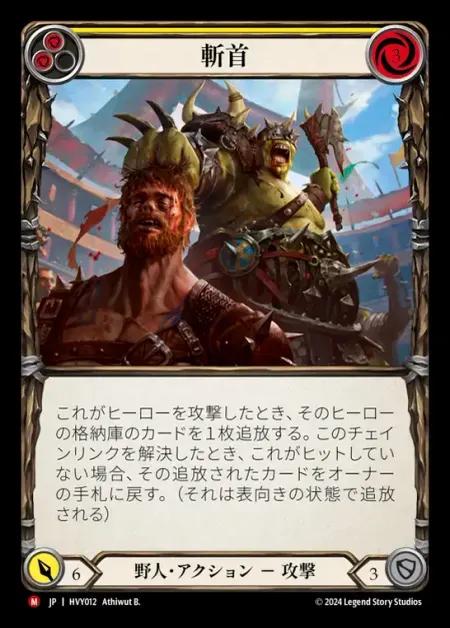 3
斬首
これがヒーローを攻撃したとき、そのヒーロー
の格納庫のカードを1枚追放する。このチェイ
ンリンクを解決したとき、これがヒットしてい
ない場合、その追放されたカードをオーナー
の手札に戻す。（それは表向きの状態で追放
される）
6
野人・アクション － 攻撃
3
M JP | HVY012 Athiwut B.
© 2024 Legend Story Studios